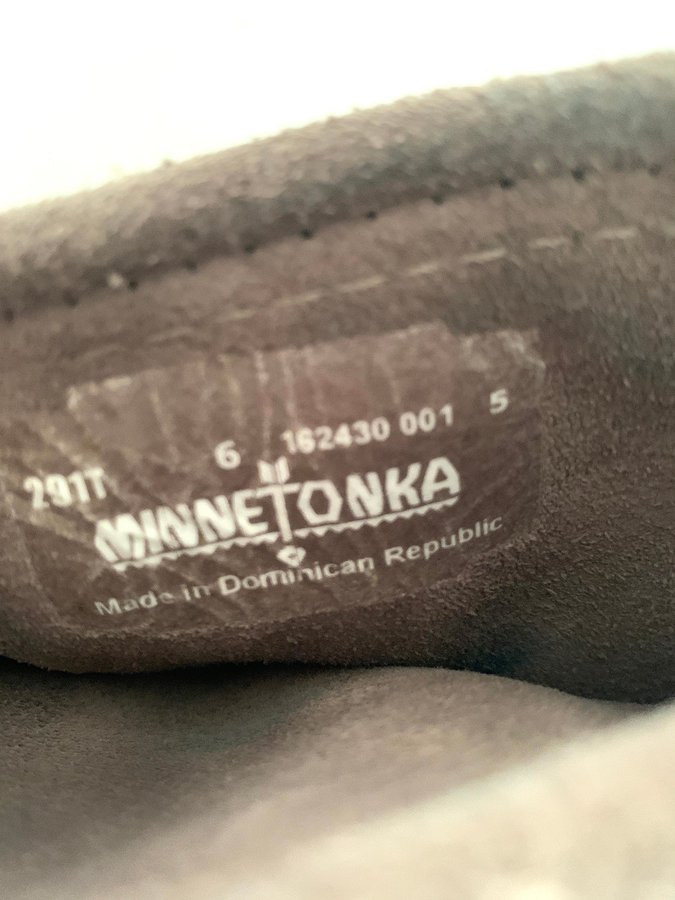 291T 6 162430 001 5
MINNETONKA
Made in Dominican Republic